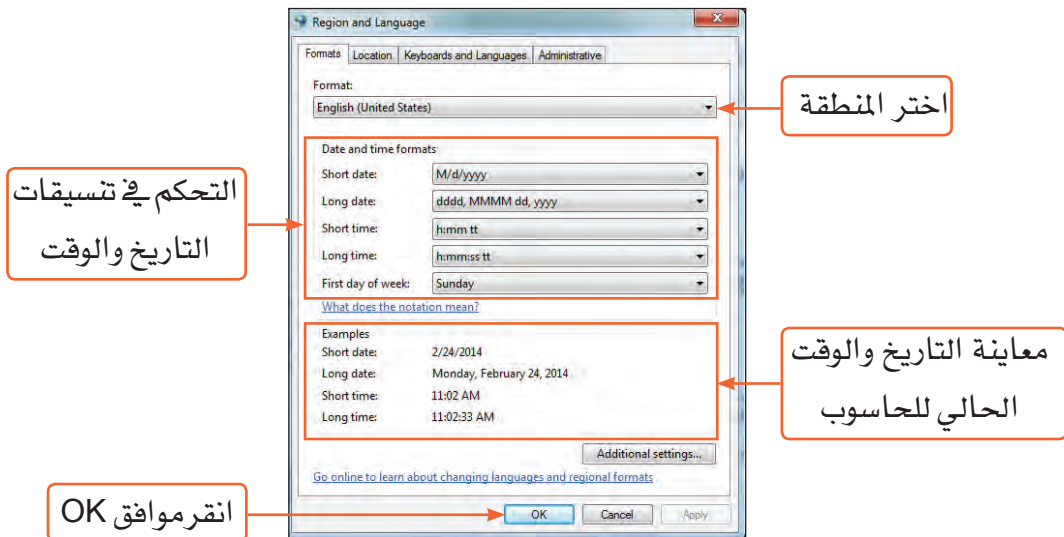 Region and Language
Formats Location Keyboards and Languages Administrative
Format:
English (United States)
اختر المنطقة
Date and time formats
Short date: M/d/yyyy
Long date: dddd, MMMM dd, yyyy
Short time: h:mm tt
Long time: h:mm:ss tt
First day of week: Sunday
التحكم في تنسيقات
التاريخ والوقت
What does the notation mean?
Examples
Short date: 2/24/2014
Long date: Monday, February 24, 2014
Short time: 11:02 AM
Long time: 11:02:33 AM
معاينة التاريخ والوقت
الحالي للحاسوب
Additional settings...
Go online to learn about changing languages and regional formats
انقر موافق OK
OK Cancel Apply